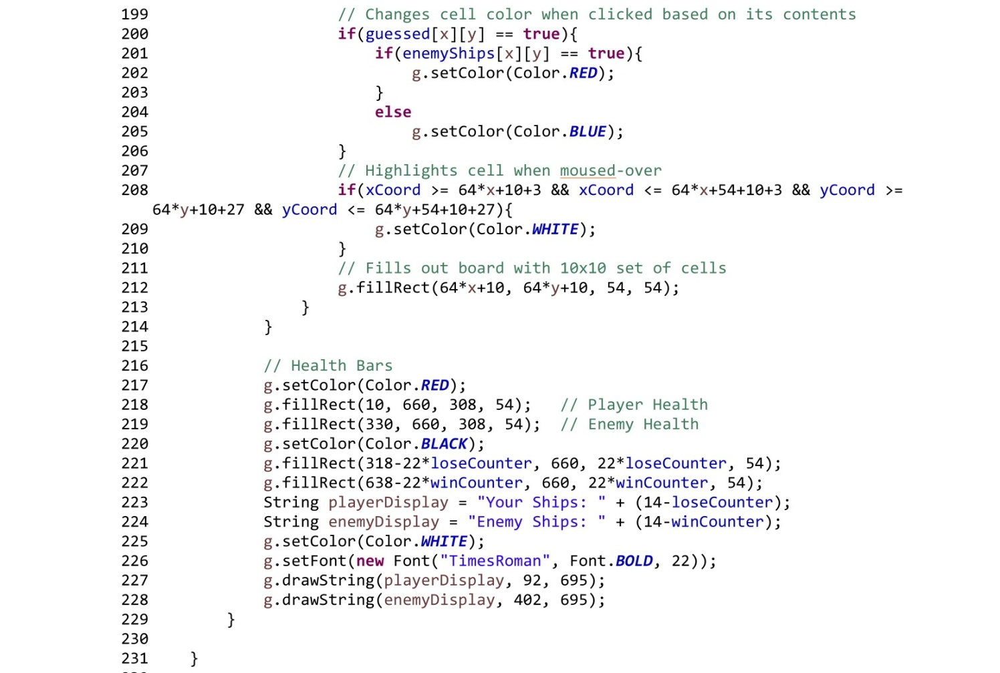 199 // Changes cell color when clicked based on its contents
200 if(guessed[x][y] == true){
201 if(enemyShips[x][y] == true){
202 g.setColor(Color.RED);
203 }
204 else
205 g.setColor(Color.BLUE);
206 }
207 // Highlights cell when moused-over
208 if(xCoord >= 64*x+10+3 && xCoord <= 64*x+54+10+3 && yCoord >=
64*y+10+27 && yCoord <= 64*y+54+10+27){
209 g.setColor(Color.WHITE);
210 }
211 // Fills out board with 10x10 set of cells
212 g.fillRect(64*x+10, 64*y+10, 54, 54);
213 }
214 }
215
216 // Health Bars
217 g.setColor(Color.RED);
218 g.fillRect(10, 660, 308, 54); // Player Health
219 g.fillRect(330, 660, 308, 54); // Enemy Health
220 g.setColor(Color.BLACK);
221 g.fillRect(318-22*loseCounter, 660, 22*loseCounter, 54);
222 g.fillRect(638-22*winCounter, 660, 22*winCounter, 54);
223 String playerDisplay = "Your Ships: " + (14-loseCounter);
224 String enemyDisplay = "Enemy Ships: " + (14-winCounter);
225 g.setColor(Color.WHITE);
226 g.setFont(new Font("TimesRoman", Font.BOLD, 22));
227 g.drawString(playerDisplay, 92, 695);
228 g.drawString(enemyDisplay, 402, 695);
229 }
230
231 }